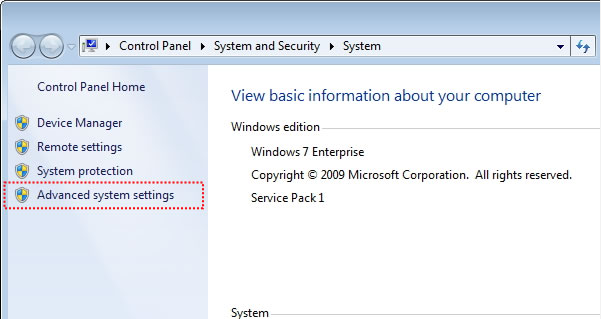 Control Panel ▸ System and Security ▸ System
Control Panel Home
Device Manager
Remote settings
System protection
Advanced system settings
View basic information about your computer
Windows edition
Windows 7 Enterprise
Copyright © 2009 Microsoft Corporation. All rights reserved.
Service Pack 1
System